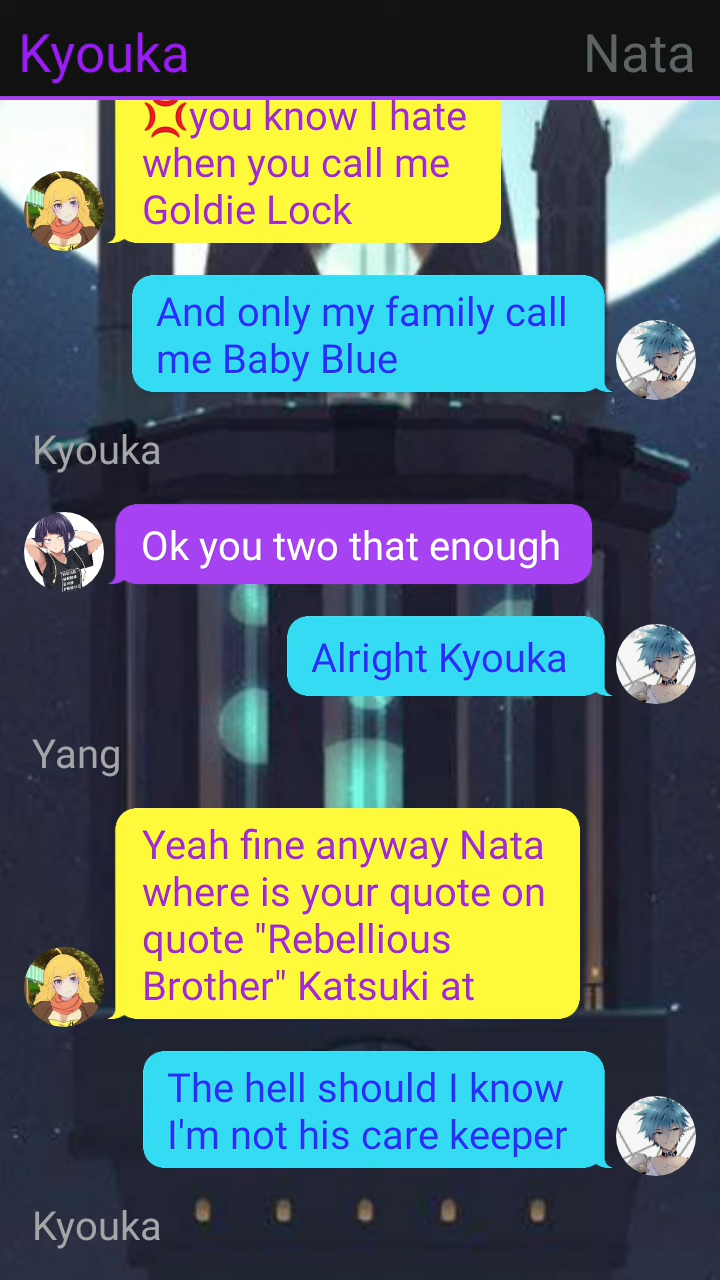 Kyouka
Nata
💢you know I hate
when you call me
Goldie Lock
And only my family call
me Baby Blue
Kyouka
Ok you two that enough
Alright Kyouka
Yang
Yeah fine anyway Nata
where is your quote on
quote "Rebellious
Brother" Katsuki at
The hell should I know
I'm not his care keeper
Kyouka